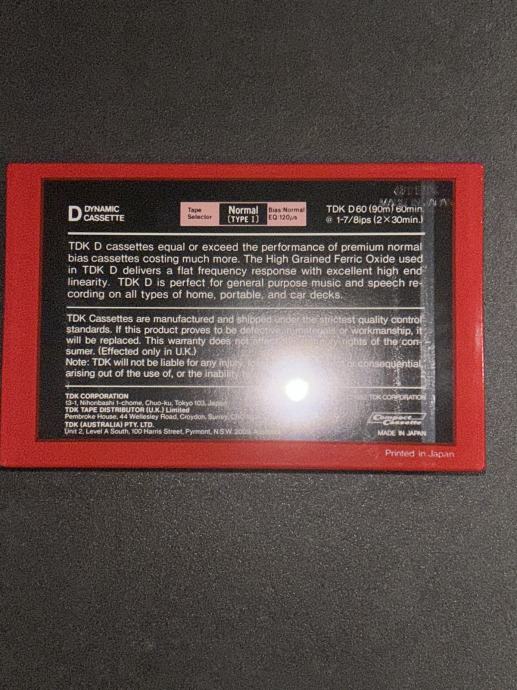 D DYNAMIC
CASSETTE
Tape
Selector
Normal
(TYPE I)
Bias:Normal
EQ:120µs
TDK D60 (90m) 60min.
@ 1-7/8ips (2×30min.)
TDK D cassettes equal or exceed the performance of premium normal
bias cassettes costing much more. The High Grained Ferric Oxide used
in TDK D delivers a flat frequency response with excellent high end
linearity. TDK D is perfect for general purpose music and speech re-
cording on all types of home, portable, and car decks.
TDK Cassettes are manufactured and shipped under the strictest quality control
standards. If this product proves to be defective in materials or workmanship, it
will be replaced. This warranty does not affect rights of the con-
sumer. (Effected only in U.K.)
Note: TDK will not be liable for any injury, or consequential,
arising out of the use of, or the inability
TDK CORPORATION
13-1, Nihonbashi 1-chome, Chuo-ku, Tokyo 103, Japan
TDK TAPE DISTRIBUTOR (U.K.) Limited
Pembroke House, 44 Wellesley Road, Croydon, Surrey,
TDK (AUSTRALIA) PTY. LTD.
Unit 2, Level A South, 100 Harris Street, Pyrmont, N.S.W. 2009,
TDK CORPORATION
Compact
Cassette
MADE IN JAPAN
Printed in Japan